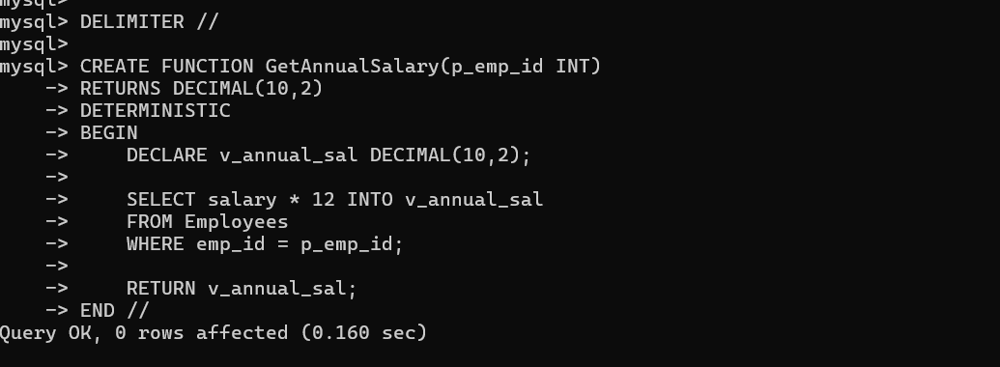 mysql>
mysql> DELIMITER //
mysql>
mysql> CREATE FUNCTION GetAnnualSalary(p_emp_id INT)
    -> RETURNS DECIMAL(10,2)
    -> DETERMINISTIC
    -> BEGIN
    ->     DECLARE v_annual_sal DECIMAL(10,2);
    ->
    ->     SELECT salary * 12 INTO v_annual_sal
    ->     FROM Employees
    ->     WHERE emp_id = p_emp_id;
    ->
    ->     RETURN v_annual_sal;
    -> END //
Query OK, 0 rows affected (0.160 sec)